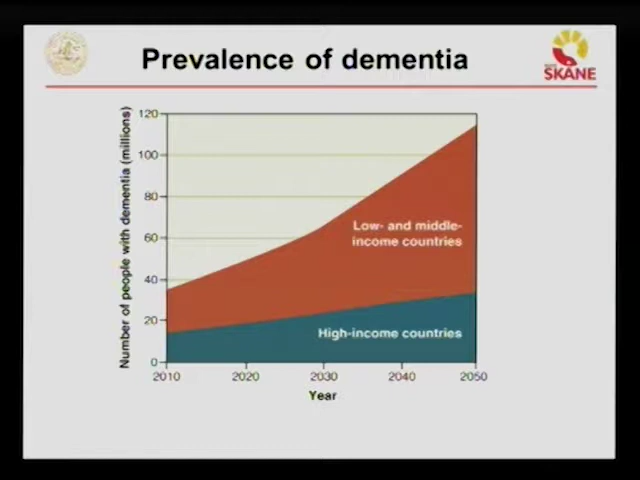 Prevalence of dementia
SKANE
Number of people with dementia (millions)
120
100
80
60
40
20
0
Low- and middle-
income countries
High-income countries
2010 2020 2030 2040 2050
Year